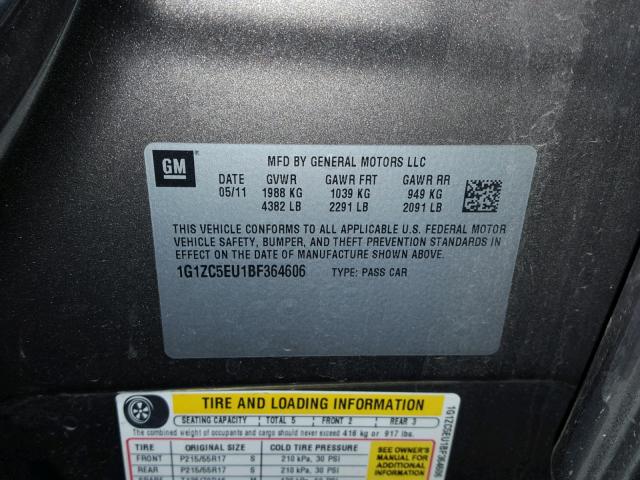 GM
MFD BY GENERAL MOTORS LLC
DATE GVWR GAWR FRT GAWR RR
05/11 1988 KG 1039 KG 949 KG
4382 LB 2291 LB 2091 LB
THIS VEHICLE CONFORMS TO ALL APPLICABLE U.S. FEDERAL MOTOR
VEHICLE SAFETY, BUMPER, AND THEFT PREVENTION STANDARDS IN
EFFECT ON THE DATE OF MANUFACTURE SHOWN ABOVE.
1G1ZC5EU1BF364606 TYPE: PASS CAR
TIRE AND LOADING INFORMATION
SEATING CAPACITY TOTAL 5 FRONT 2 REAR 3
The combined weight of occupants and cargo should never exceed 416 kg or 917 lbs.
TIRE ORIGINAL SIZE COLD TIRE PRESSURE
FRONT P215/55R17 S 210 kPa, 30 PSI
REAR P215/55R17 S 210 kPa, 30 PSI
SEE OWNER'S
MANUAL FOR
ADDITIONAL
INFORMATION
1G1ZC5EU1BF364606